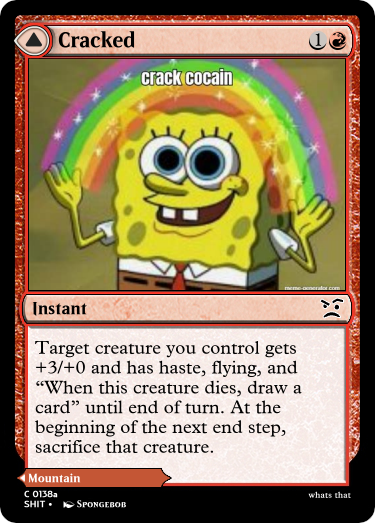 Cracked 1
crack cocain
meme-generator.com
Instant
Target creature you control gets
+3/+0 and has haste, flying, and
“When this creature dies, draw a
card” until end of turn. At the
beginning of the next end step,
sacrifice that creature.
Mountain
C 0138a
SHIT • Spongebob
whats that